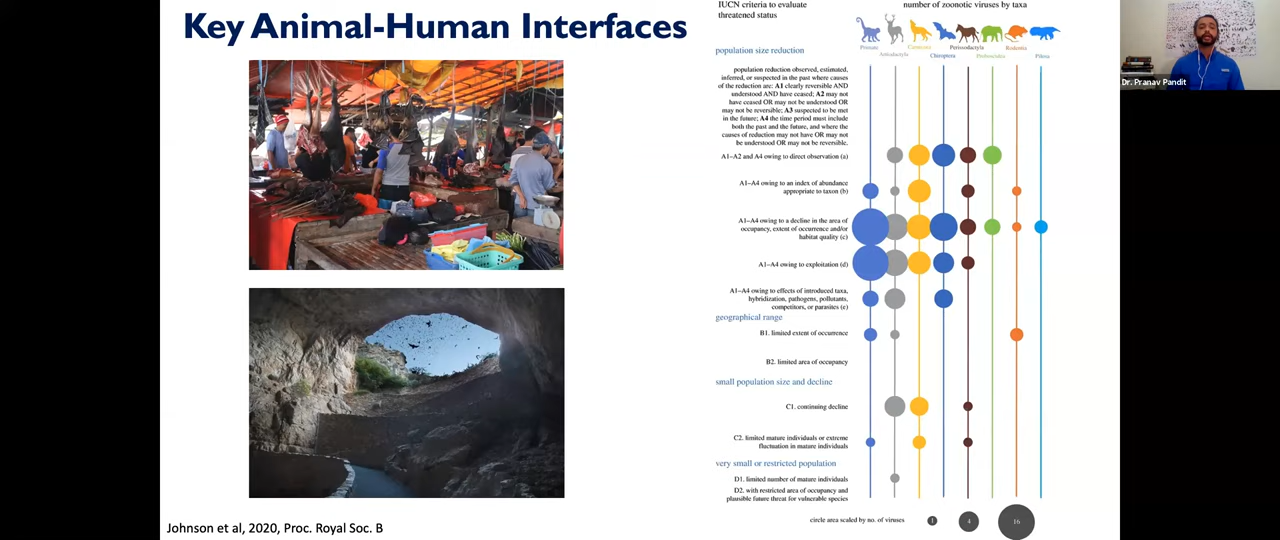 Key Animal-Human Interfaces
IUCN criteria to evaluate
threatened status
number of zoonotic viruses by taxa
Primata
Artiodactyla
Carnivora
Chiroptera
Perissodactyla
Proboscidea
Rodentia
Pilosa
population size reduction
population reduction observed, estimated,
inferred, or suspected in the past where causes
of the reduction are: A1 clearly reversible AND
understood AND have ceased; A2 may not
have ceased OR may not be understood OR
may not be reversible; A3 suspected to be met
in the future; A4 the time period must include
both the past and the future, and where the
causes of reduction may not have OR may not
be understood OR may not be reversible.
A1–A2 and A4 owing to direct observation (a)
A1–A4 owing to an index of abundance
appropriate to taxon (b)
A1–A4 owing to a decline in the area of
occupancy, extent of occurrence and/or
habitat quality (c)
A1–A4 owing to exploitation (d)
A1–A4 owing to effects of introduced taxa,
hybridization, pathogens, pollutants,
competitors, or parasites (e)
geographical range
B1. limited extent of occurrence
B2. limited area of occupancy
small population size and decline
C1. continuing decline
C2. limited mature individuals or extreme
fluctuation in mature individuals
very small or restricted population
D1. limited number of mature individuals
D2. with restricted area of occupancy and
plausible future threat for vulnerable species
circle area scaled by no. of viruses
1
4
16
Johnson et al, 2020, Proc. Royal Soc. B
Dr. Pranav Pandit